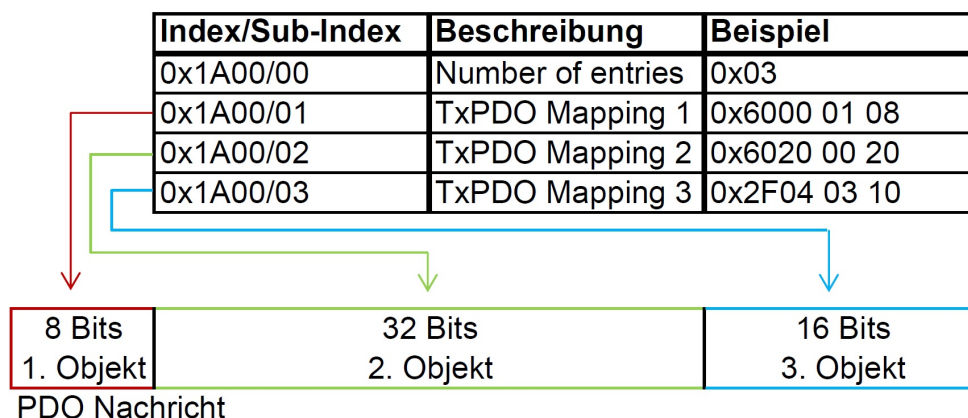 Index/Sub-Index Beschreibung Beispiel
0x1A00/00 Number of entries 0x03
0x1A00/01 TxPDO Mapping 1 0x6000 01 08
0x1A00/02 TxPDO Mapping 2 0x6020 00 20
0x1A00/03 TxPDO Mapping 3 0x2F04 03 10
8 Bits 32 Bits 16 Bits
1. Objekt 2. Objekt 3. Objekt
PDO Nachricht